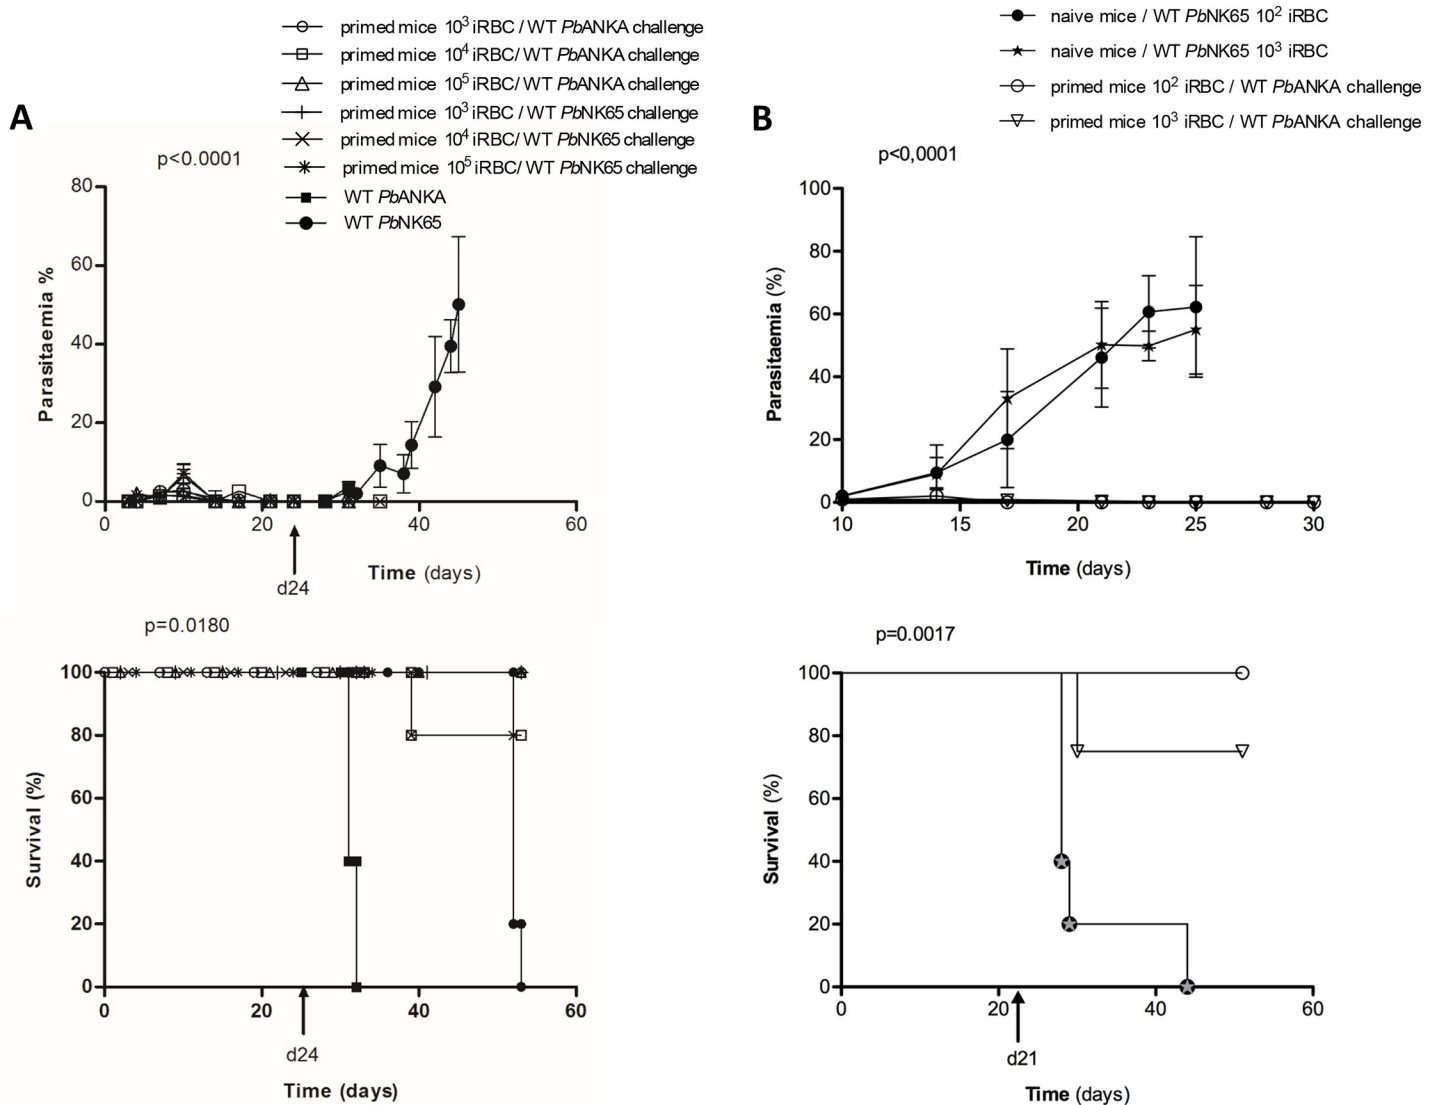 primed mice 10³ iRBC / WT PbANKA challenge
primed mice 10⁴ iRBC/ WT PbANKA challenge
primed mice 10⁵ iRBC/ WT PbANKA challenge
primed mice 10³ iRBC / WT PbNK65 challenge
primed mice 10⁴ iRBC/ WT PbNK65 challenge
primed mice 10⁵ iRBC/ WT PbNK65 challenge
WT PbANKA
WT PbNK65
A
p<0.0001
80
60
40
20
0
Parasitaemia %
0 20 40 60
d24
Time (days)
p=0.0180
100
80
60
40
20
0
Survival (%)
0 20 40 60
d24
Time (days)
naive mice / WT PbNK65 10² iRBC
naive mice / WT PbNK65 10³ iRBC
primed mice 10² iRBC / WT PbANKA challenge
primed mice 10³ iRBC / WT PbANKA challenge
B
p<0,0001
100
80
60
40
20
0
Parasitaemia (%)
10 15 20 25 30
Time (days)
p=0.0017
100
80
60
40
20
0
Survival (%)
0 20 40 60
d21
Time (days)